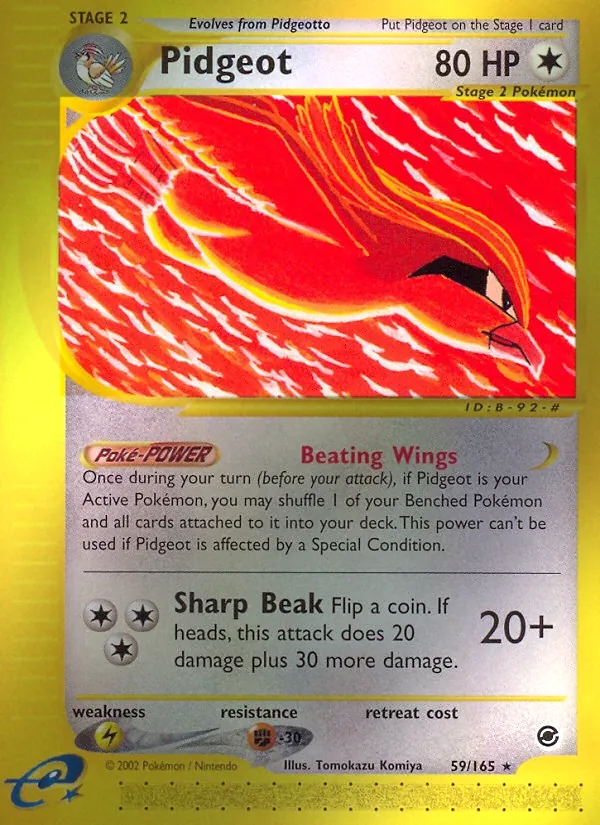 STAGE 2
Evolves from Pidgeotto
Put Pidgeot on the Stage 1 card
Pidgeot
80 HP
Stage 2 Pokémon
ID:B-92-#
Poké-POWER
Beating Wings
Once during your turn (before your attack), if Pidgeot is your
Active Pokémon, you may shuffle 1 of your Benched Pokémon
and all cards attached to it into your deck. This power can't be
used if Pidgeot is affected by a Special Condition.
Sharp Beak Flip a coin. If
heads, this attack does 20
damage plus 30 more damage.
20+
weakness
resistance
retreat cost
-30
© 2002 Pokémon / Nintendo
Illus. Tomokazu Komiya
59/165 ★
e